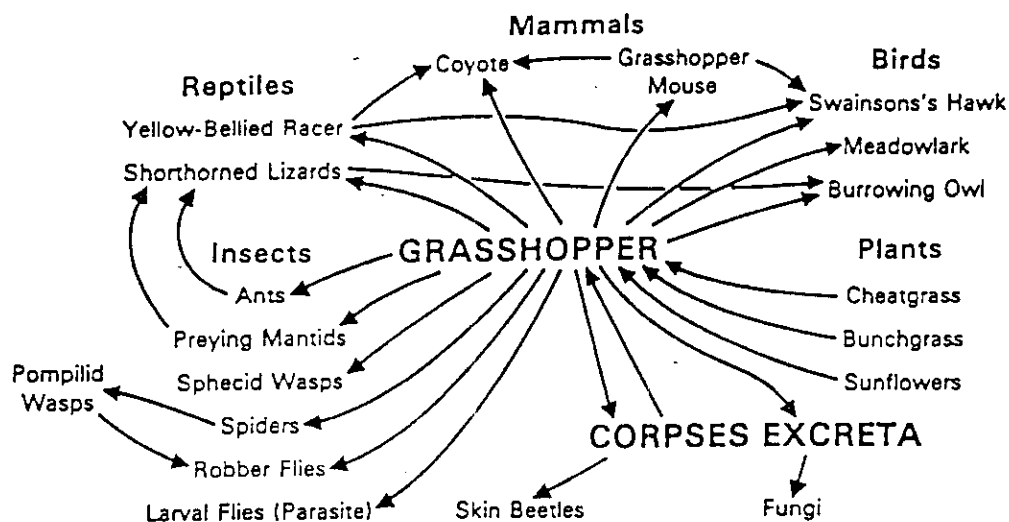 Mammals
Coyote
Grasshopper
Mouse
Birds
Swainsons's Hawk
Meadowlark
Burrowing Owl
Reptiles
Yellow-Bellied Racer
Shorthorned Lizards
GRASSHOPPER
Insects
Ants
Preying Mantids
Sphecid Wasps
Pompilid
Wasps
Spiders
Robber Flies
Larval Flies (Parasite)
Plants
Cheatgrass
Bunchgrass
Sunflowers
CORPSES EXCRETA
Skin Beetles
Fungi